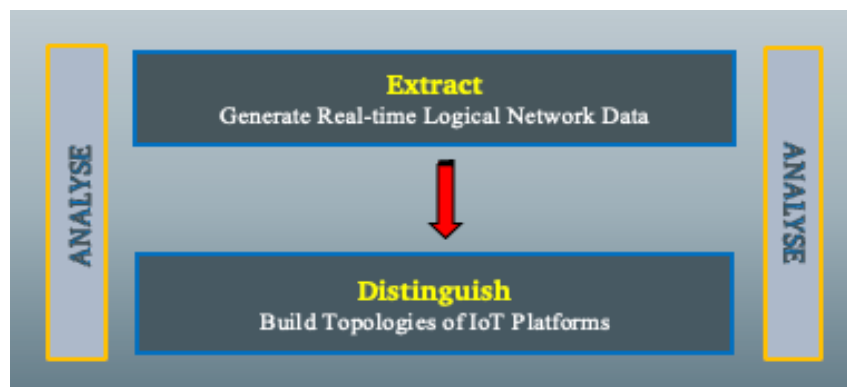 ANALYSE
Extract
Generate Real-time Logical Network Data
Distinguish
Build Topologies of IoT Platforms
ANALYSE